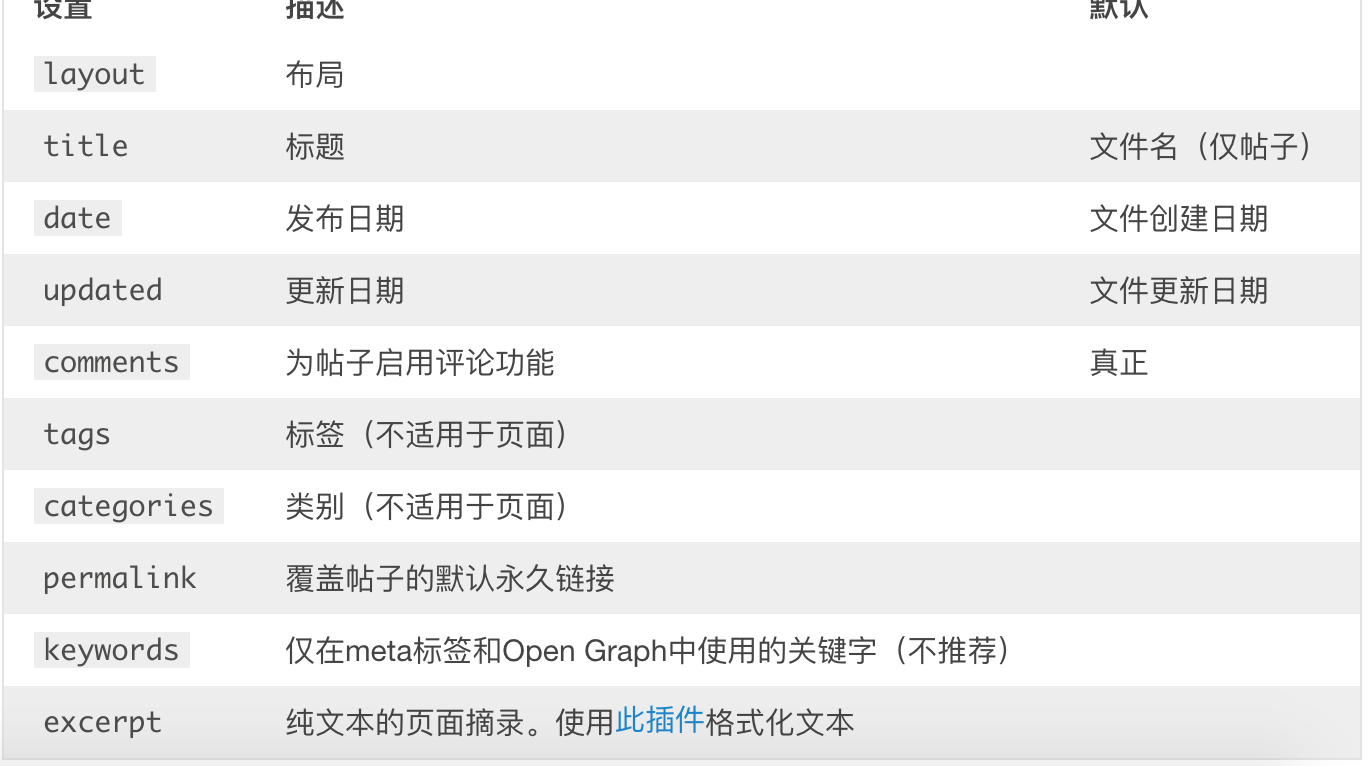 设置 描述 默认
layout 布局
title 标题 文件名（仅帖子）
date 发布日期 文件创建日期
updated 更新日期 文件更新日期
comments 为帖子启用评论功能 真正
tags 标签（不适用于页面）
categories 类别（不适用于页面）
permalink 覆盖帖子的默认永久链接
keywords 仅在meta标签和Open Graph中使用的关键字（不推荐）
excerpt 纯文本的页面摘录。使用此插件格式化文本